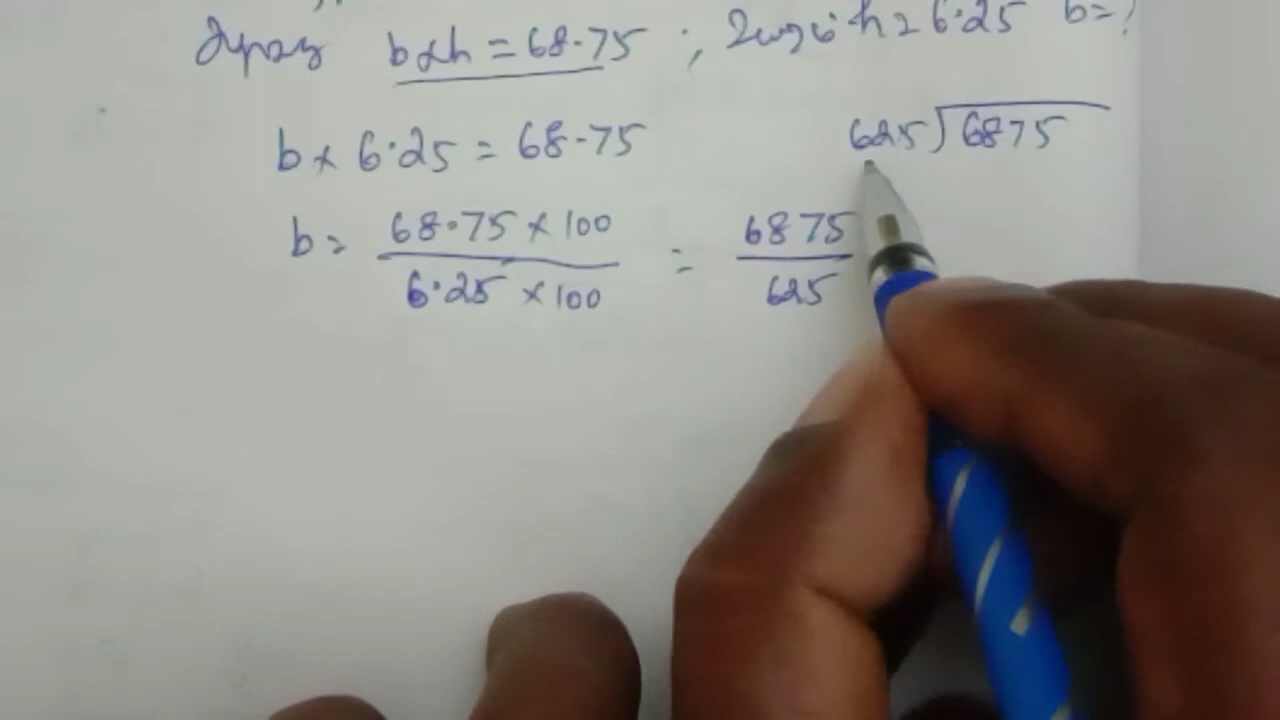 b x h = 68.75 ; h = 6.25 b = ?
b x 6.25 = 68.75
625 ) 6875
b = 68.75 x 100 / 6.25 x 100 = 6875 / 625